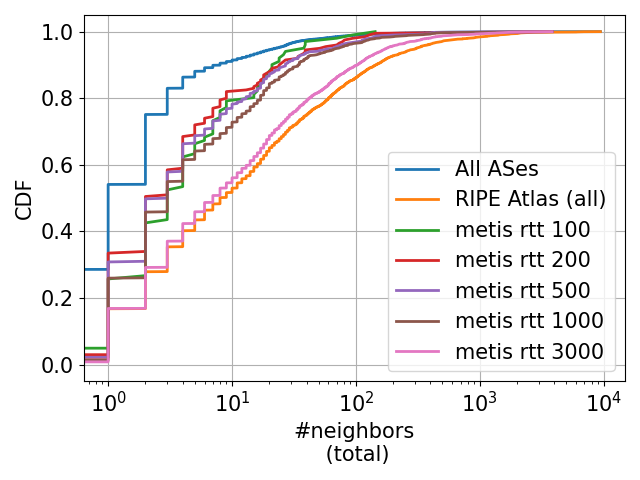 1.0
0.8
0.6
0.4
0.2
0.0
CDF
All ASes
RIPE Atlas (all)
metis rtt 100
metis rtt 200
metis rtt 500
metis rtt 1000
metis rtt 3000
10⁰ 10¹ 10² 10³ 10⁴
#neighbors
(total)